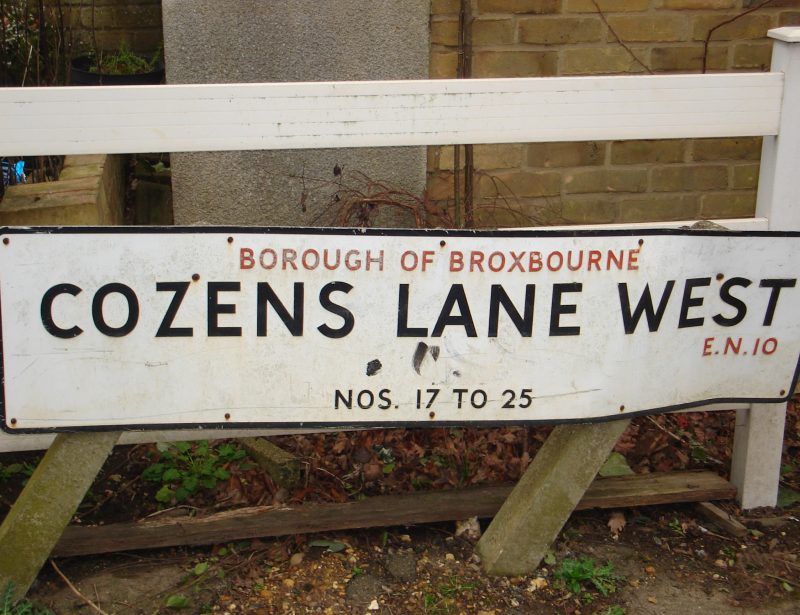 BOROUGH OF BROXBOURNE
COZENS LANE WEST
E.N.10
NOS. 17 TO 25